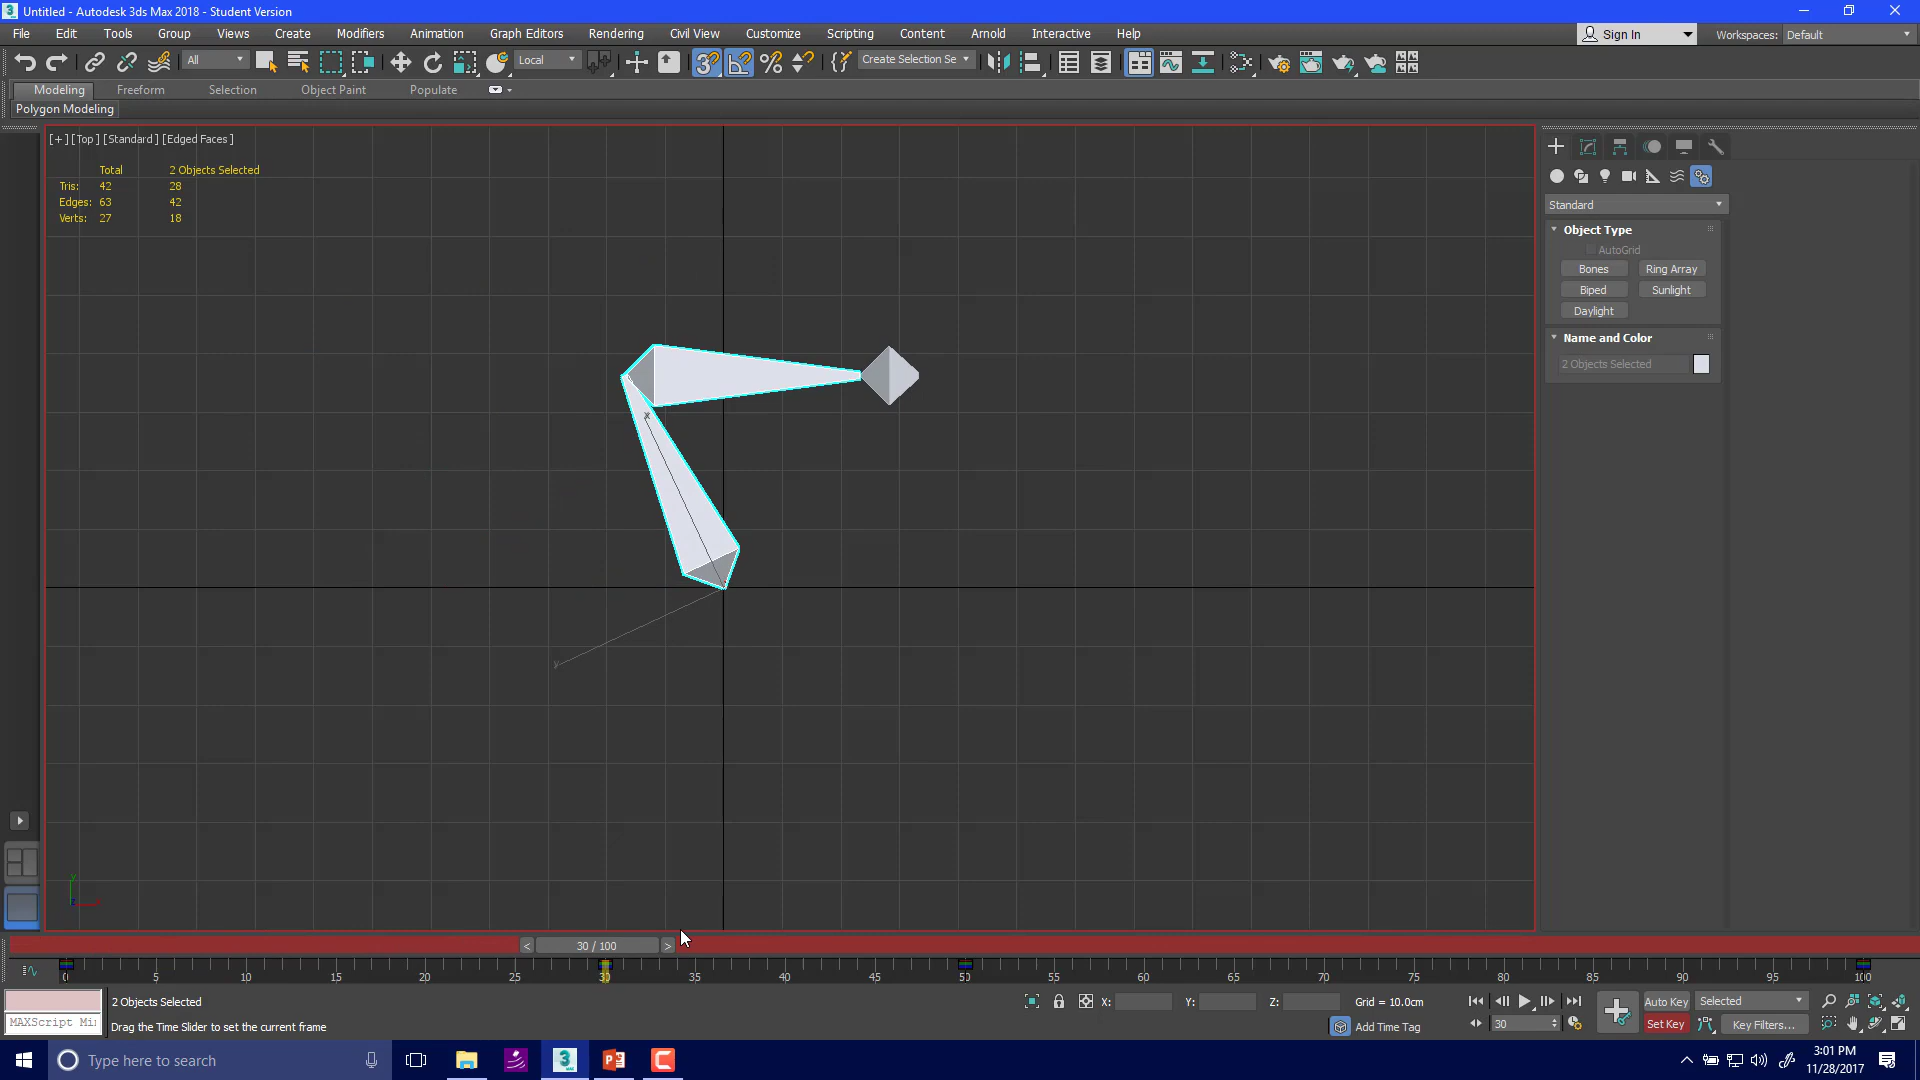 Untitled - Autodesk 3ds Max 2018 - Student Version
File Edit Tools Group Views Create Modifiers Animation Graph Editors Rendering Civil View Customize Scripting Content Arnold Interactive Help
Sign In
Workspaces: Default
All
Local
Create Selection Se
Modeling Freeform Selection Object Paint Populate
Polygon Modeling
[+] [Top] [Standard] [Edged Faces]
Total 2 Objects Selected
Tris: 42 28
Edges: 63 42
Verts: 27 18
x
y
y
Standard
Object Type
AutoGrid
Bones Ring Array
Biped Sunlight
Daylight
Name and Color
2 Objects Selected
< 30 / 100 >
0 5 10 15 20 25 30 35 40 45 50 55 60 65 70 75 80 85 90 95 100
2 Objects Selected
X: Y: Z: Grid = 10.0cm
Auto Key Selected
MAXScript Mi
Drag the Time Slider to set the current frame
Add Time Tag
30
Set Key Key Filters...
Type here to search
3:01 PM
11/28/2017